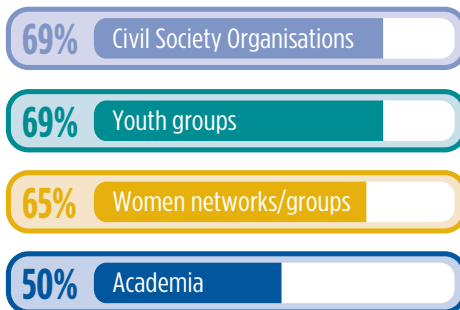 69% Civil Society Organisations
69% Youth groups
65% Women networks/groups
50% Academia